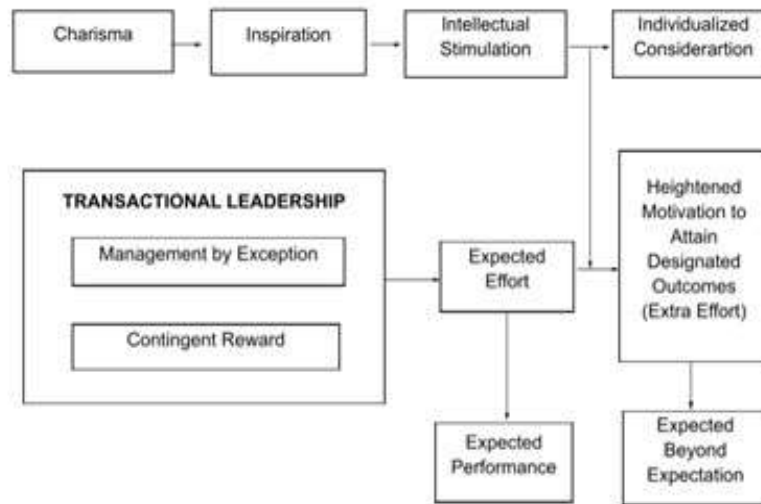 Charisma
Inspiration
Intellectual
Stimulation
Individualized
Considerartion
TRANSACTIONAL LEADERSHIP
Management by Exception
Contingent Reward
Expected
Effort
Heightened
Motivation to
Attain
Designated
Outcomes
(Extra Effort)
Expected
Performance
Expected
Beyond
Expectation